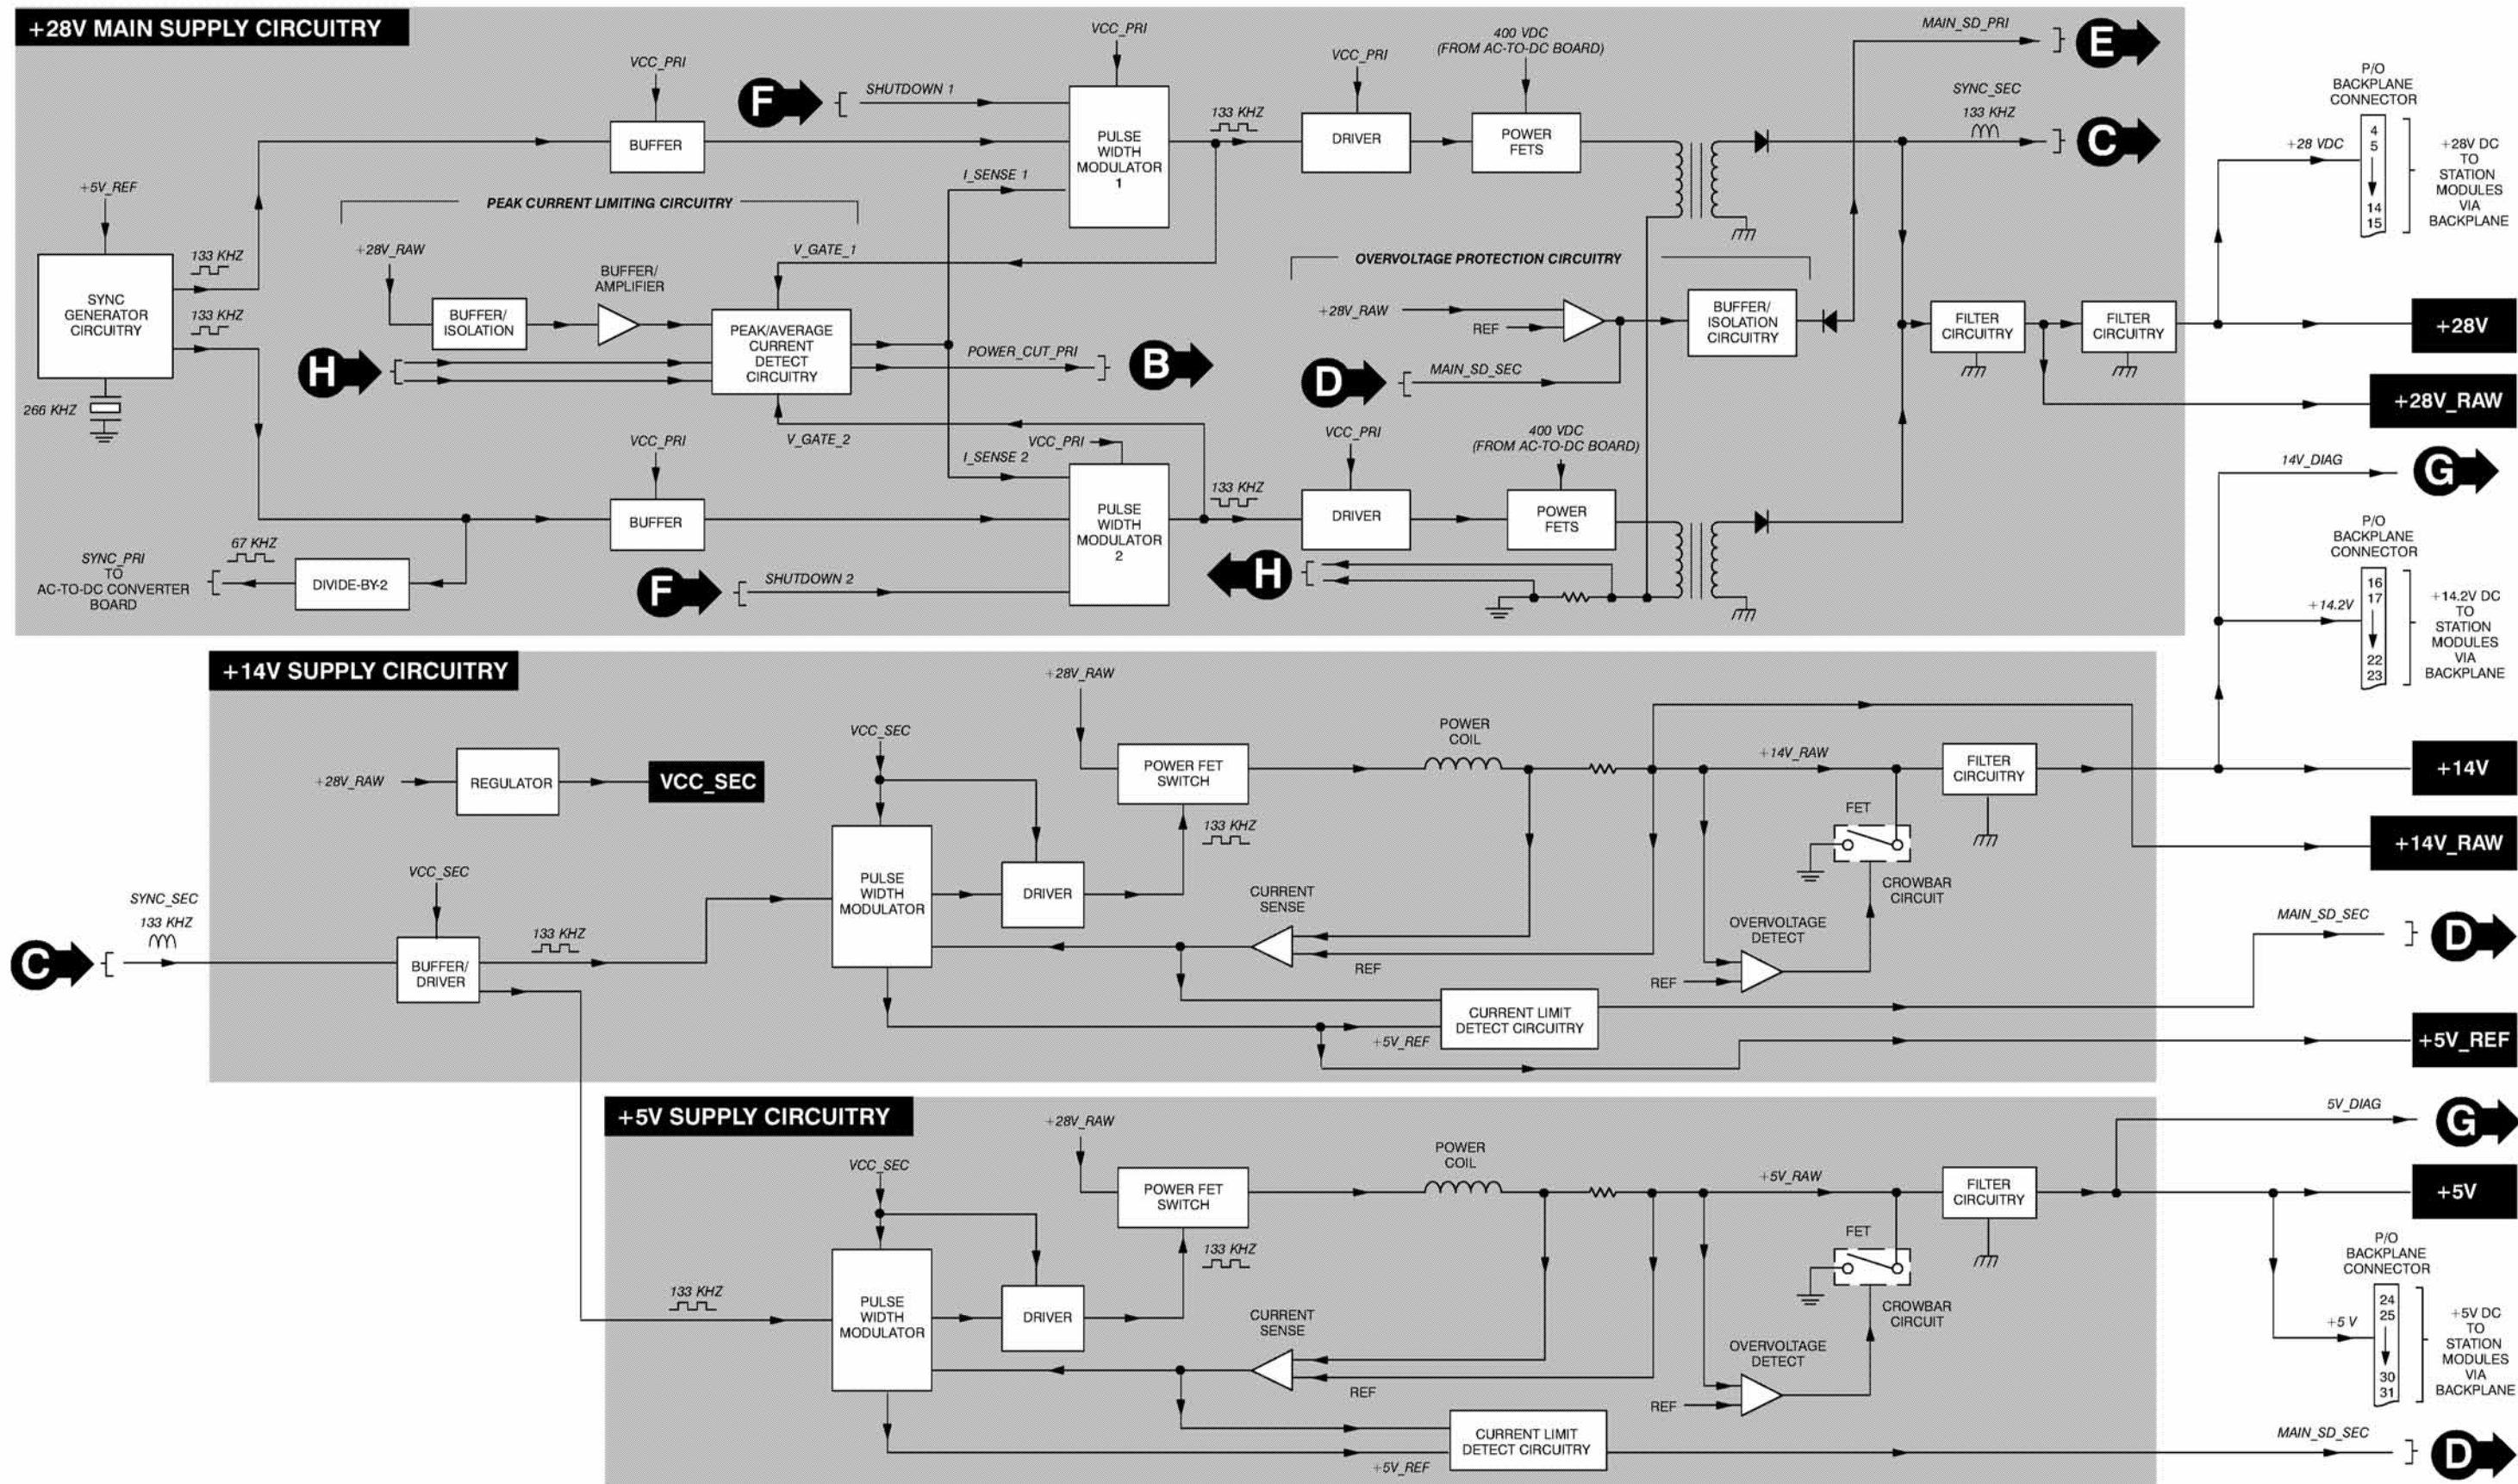 +28V MAIN SUPPLY CIRCUITRY
VCC_PRI
VCC_PRI
F
SHUTDOWN 1
BUFFER
PULSE
WIDTH
MODULATOR
1
133 KHZ
VCC_PRI
DRIVER
400 VDC
(FROM AC-TO-DC BOARD)
POWER
FETS
MAIN_SD_PRI
E
SYNC_SEC
133 KHZ
C
P/O
BACKPLANE
CONNECTOR
+28 VDC
4
5
14
15
+28V DC
TO
STATION
MODULES
VIA
BACKPLANE
+5V_REF
SYNC
GENERATOR
CIRCUITRY
133 KHZ
133 KHZ
266 KHZ
PEAK CURRENT LIMITING CIRCUITRY
I_SENSE 1
+28V_RAW
BUFFER/
ISOLATION
BUFFER/
AMPLIFIER
V_GATE_1
PEAK/AVERAGE
CURRENT
DETECT
CIRCUITRY
H
POWER_CUT_PRI
B
V_GATE_2
OVERVOLTAGE PROTECTION CIRCUITRY
+28V_RAW
REF
BUFFER/
ISOLATION
CIRCUITRY
D
MAIN_SD_SEC
FILTER
CIRCUITRY
FILTER
CIRCUITRY
+28V
+28V_RAW
VCC_PRI
BUFFER
VCC_PRI
I_SENSE 2
PULSE
WIDTH
MODULATOR
2
133 KHZ
VCC_PRI
DRIVER
400 VDC
(FROM AC-TO-DC BOARD)
POWER
FETS
H
F
SHUTDOWN 2
SYNC_PRI
TO
AC-TO-DC CONVERTER
BOARD
67 KHZ
DIVIDE-BY-2
14V_DIAG
G
P/O
BACKPLANE
CONNECTOR
+14.2V
16
17
22
23
+14.2V DC
TO
STATION
MODULES
VIA
BACKPLANE
+14V SUPPLY CIRCUITRY
+28V_RAW
REGULATOR
VCC_SEC
VCC_SEC
+28V_RAW
POWER FET
SWITCH
133 KHZ
POWER
COIL
+14V_RAW
FILTER
CIRCUITRY
+14V
FET
CROWBAR
CIRCUIT
+14V_RAW
PULSE
WIDTH
MODULATOR
DRIVER
CURRENT
SENSE
REF
OVERVOLTAGE
DETECT
REF
SYNC_SEC
133 KHZ
C
VCC_SEC
BUFFER/
DRIVER
133 KHZ
CURRENT LIMIT
DETECT CIRCUITRY
+5V_REF
MAIN_SD_SEC
D
+5V_REF
+5V SUPPLY CIRCUITRY
VCC_SEC
+28V_RAW
POWER FET
SWITCH
133 KHZ
POWER
COIL
+5V_RAW
FILTER
CIRCUITRY
5V_DIAG
G
+5V
FET
CROWBAR
CIRCUIT
133 KHZ
PULSE
WIDTH
MODULATOR
DRIVER
CURRENT
SENSE
REF
OVERVOLTAGE
DETECT
REF
P/O
BACKPLANE
CONNECTOR
+5 V
24
25
30
31
+5V DC
TO
STATION
MODULES
VIA
BACKPLANE
CURRENT LIMIT
DETECT CIRCUITRY
+5V_REF
MAIN_SD_SEC
D